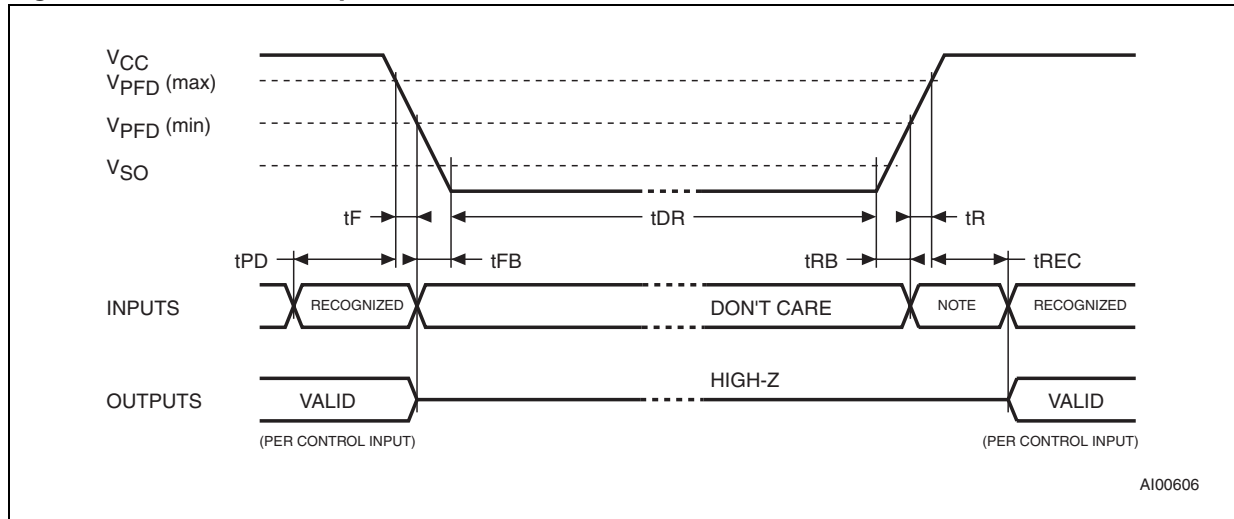 VCC
VPFD (max)
VPFD (min)
VSO
tF
tDR
tR
tPD
tFB
tRB
tREC
INPUTS
RECOGNIZED
DON'T CARE
NOTE
RECOGNIZED
HIGH-Z
OUTPUTS
VALID
VALID
(PER CONTROL INPUT)
(PER CONTROL INPUT)
AI00606